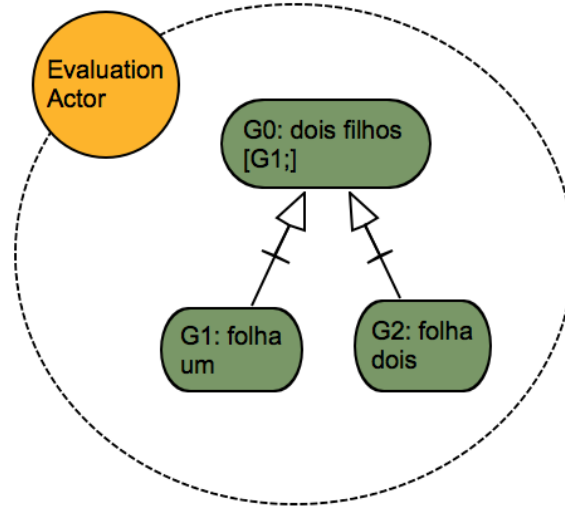 Evaluation
Actor
G0: dois filhos
[G1;]
G1: folha
um
G2: folha
dois